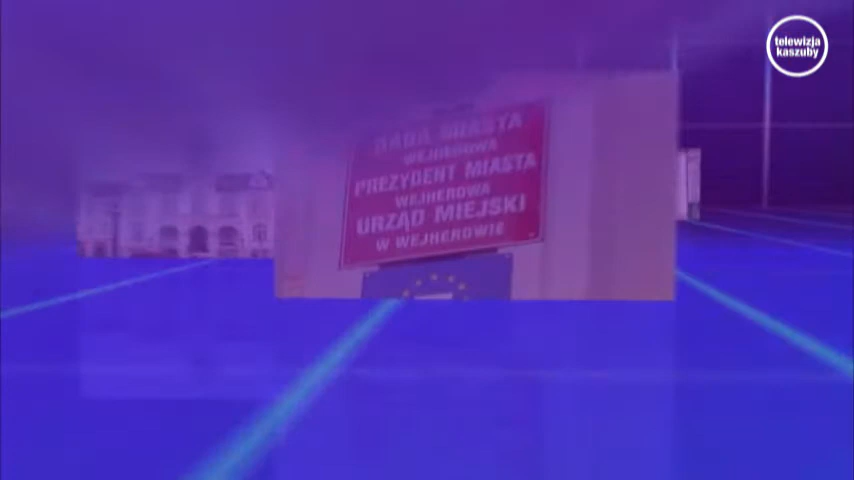 telewizja
kaszuby
RADA MIASTA
WEJHEROWA
PREZYDENT MIASTA
WEJHEROWA
URZĄD MIEJSKI
W WEJHEROWIE